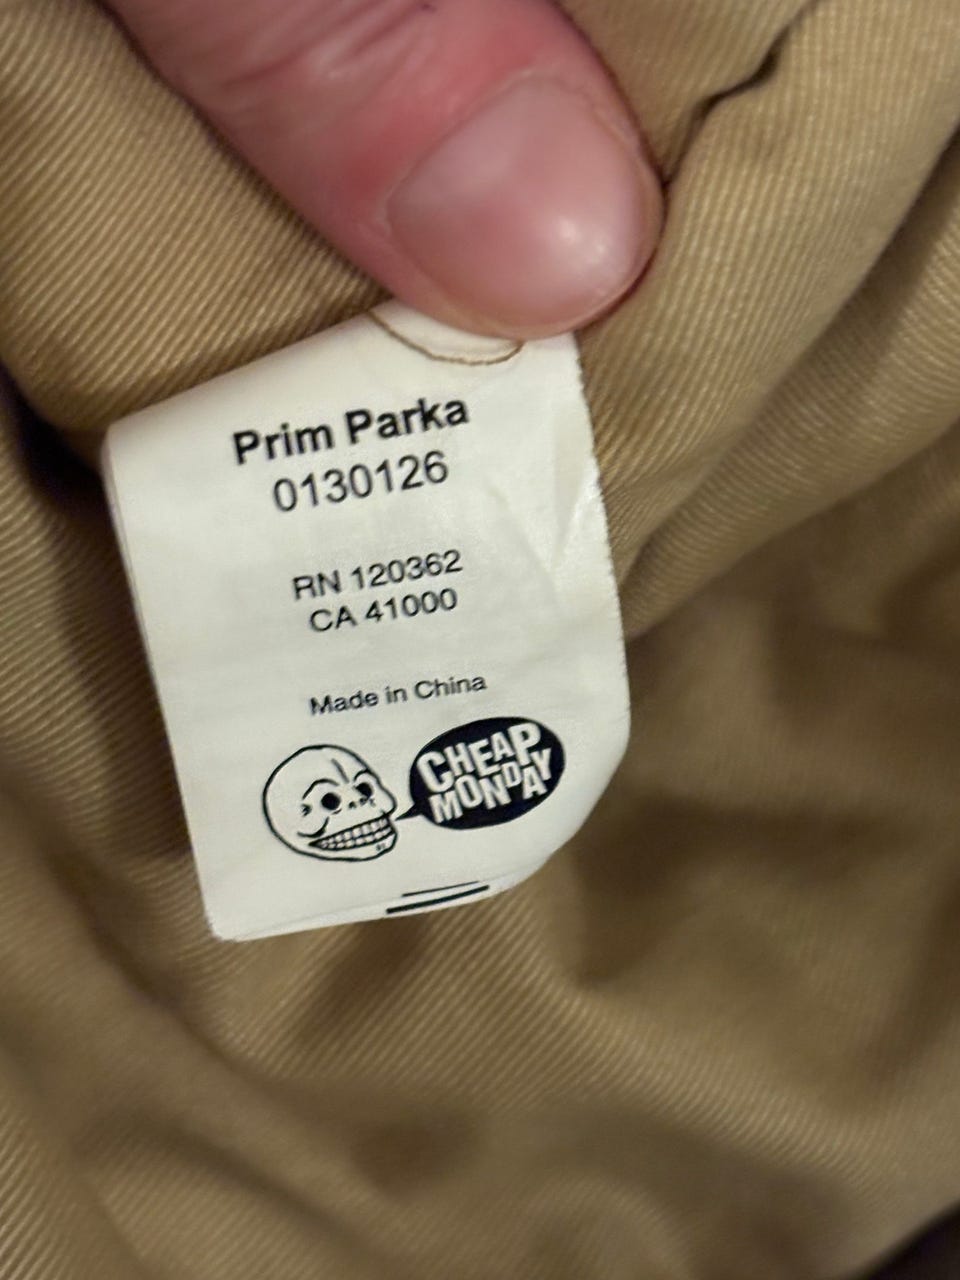 Prim Parka
0130126
RN 120362
CA 41000
Made in China
CHEAP
MONDAY